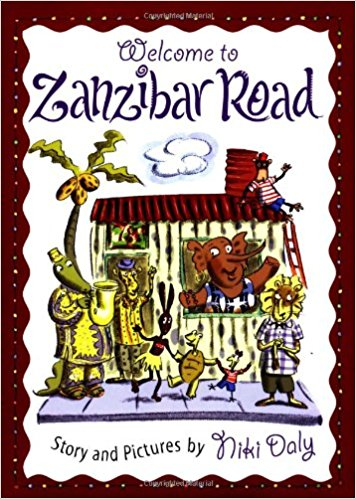 Welcome to
Zanzibar Road
Story and Pictures by Niki Daly